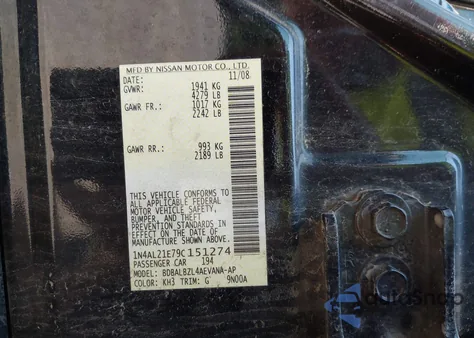 MFD BY NISSAN MOTOR CO., LTD.
DATE: 11/08
GVWR: 1941 KG
4279 LB
GAWR FR.: 1017 KG
2242 LB
GAWR RR.: 993 KG
2189 LB
THIS VEHICLE CONFORMS TO
ALL APPLICABLE FEDERAL
MOTOR VEHICLE SAFETY,
BUMPER, AND THEFT
PREVENTION STANDARDS
IN EFFECT ON THE DATE OF
MANUFACTURE SHOWN ABOVE.
1N4AL21E79C151274
PASSENGER CAR 194
MODEL: BDBALBZL4AEVANA-AP
COLOR: KH3 TRIM: G 9N00A
autosnap